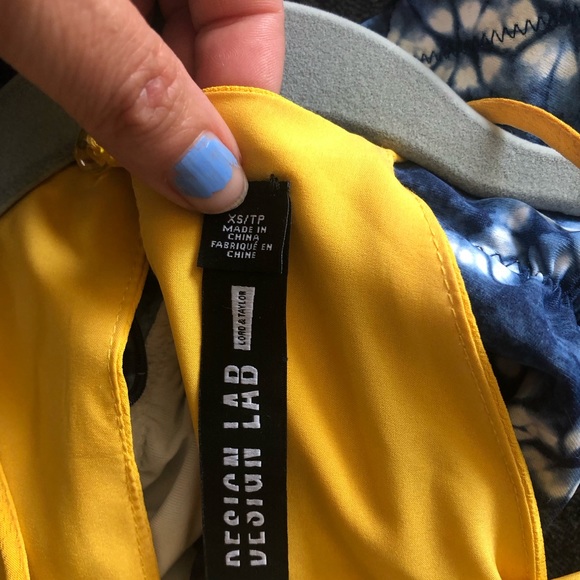 XS/TP
MADE IN
CHINA
FABRIQUÉ EN
CHINE
LORD & TAYLOR
DESIGN LAB
DESIGN LAB